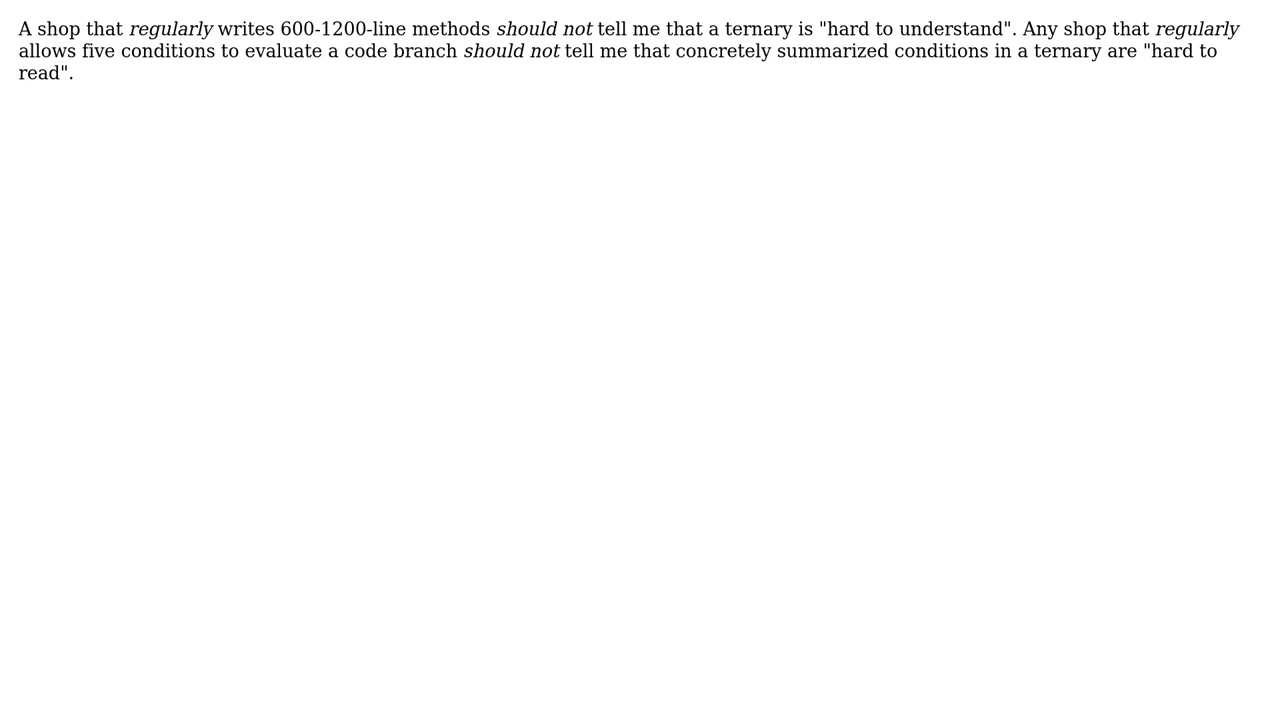 A shop that regularly writes 600-1200-line methods should not tell me that a ternary is "hard to understand". Any shop that regularly
allows five conditions to evaluate a code branch should not tell me that concretely summarized conditions in a ternary are "hard to
read".